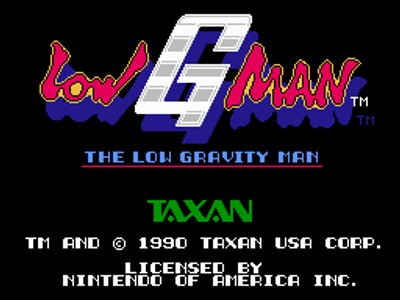 LOW G MAN TM
TM
THE LOW GRAVITY MAN
TAXAN
TM AND © 1990 TAXAN USA CORP.
LICENSED BY
NINTENDO OF AMERICA INC.